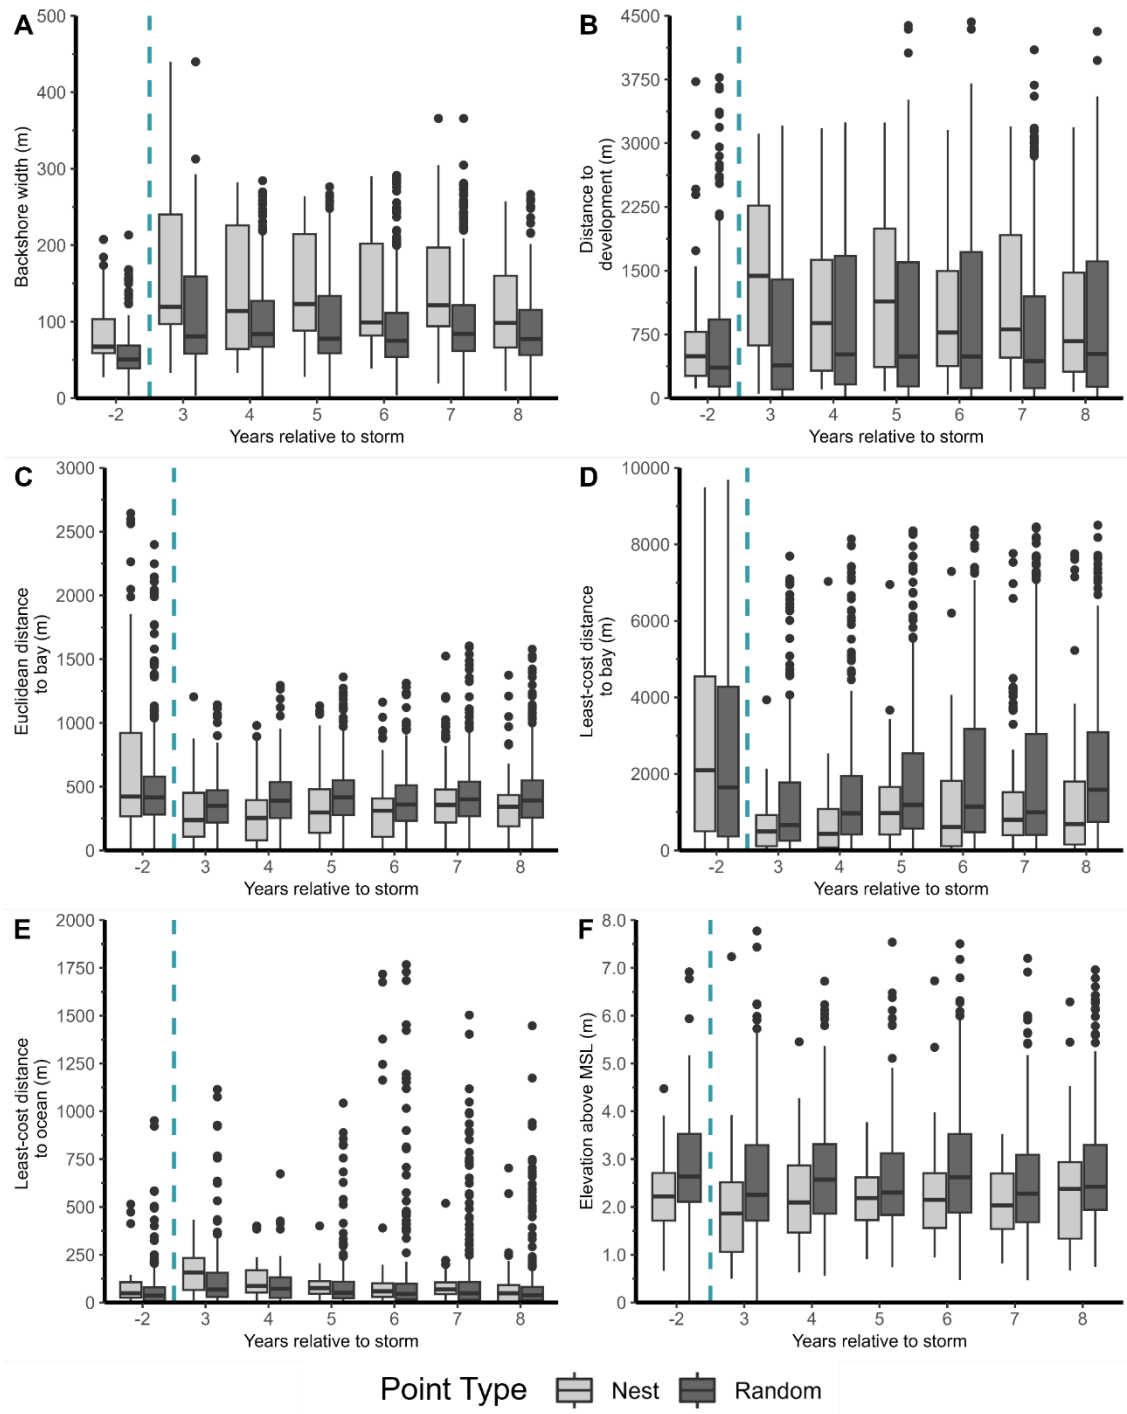 A
Backshore width (m)
500
400
300
200
100
0
-2 3 4 5 6 7 8
Years relative to storm
B
Distance to
development (m)
4500
3750
3000
2250
1500
750
0
-2 3 4 5 6 7 8
Years relative to storm
C
Euclidean distance
to bay (m)
3000
2500
2000
1500
1000
500
0
-2 3 4 5 6 7 8
Years relative to storm
D
Least-cost distance
to bay (m)
10000
8000
6000
4000
2000
0
-2 3 4 5 6 7 8
Years relative to storm
E
Least-cost distance
to ocean (m)
2000
1750
1500
1250
1000
750
500
250
0
-2 3 4 5 6 7 8
Years relative to storm
F
Elevation above MSL (m)
8.0
7.0
6.0
5.0
4.0
3.0
2.0
1.0
0
-2 3 4 5 6 7 8
Years relative to storm
Point Type Nest Random